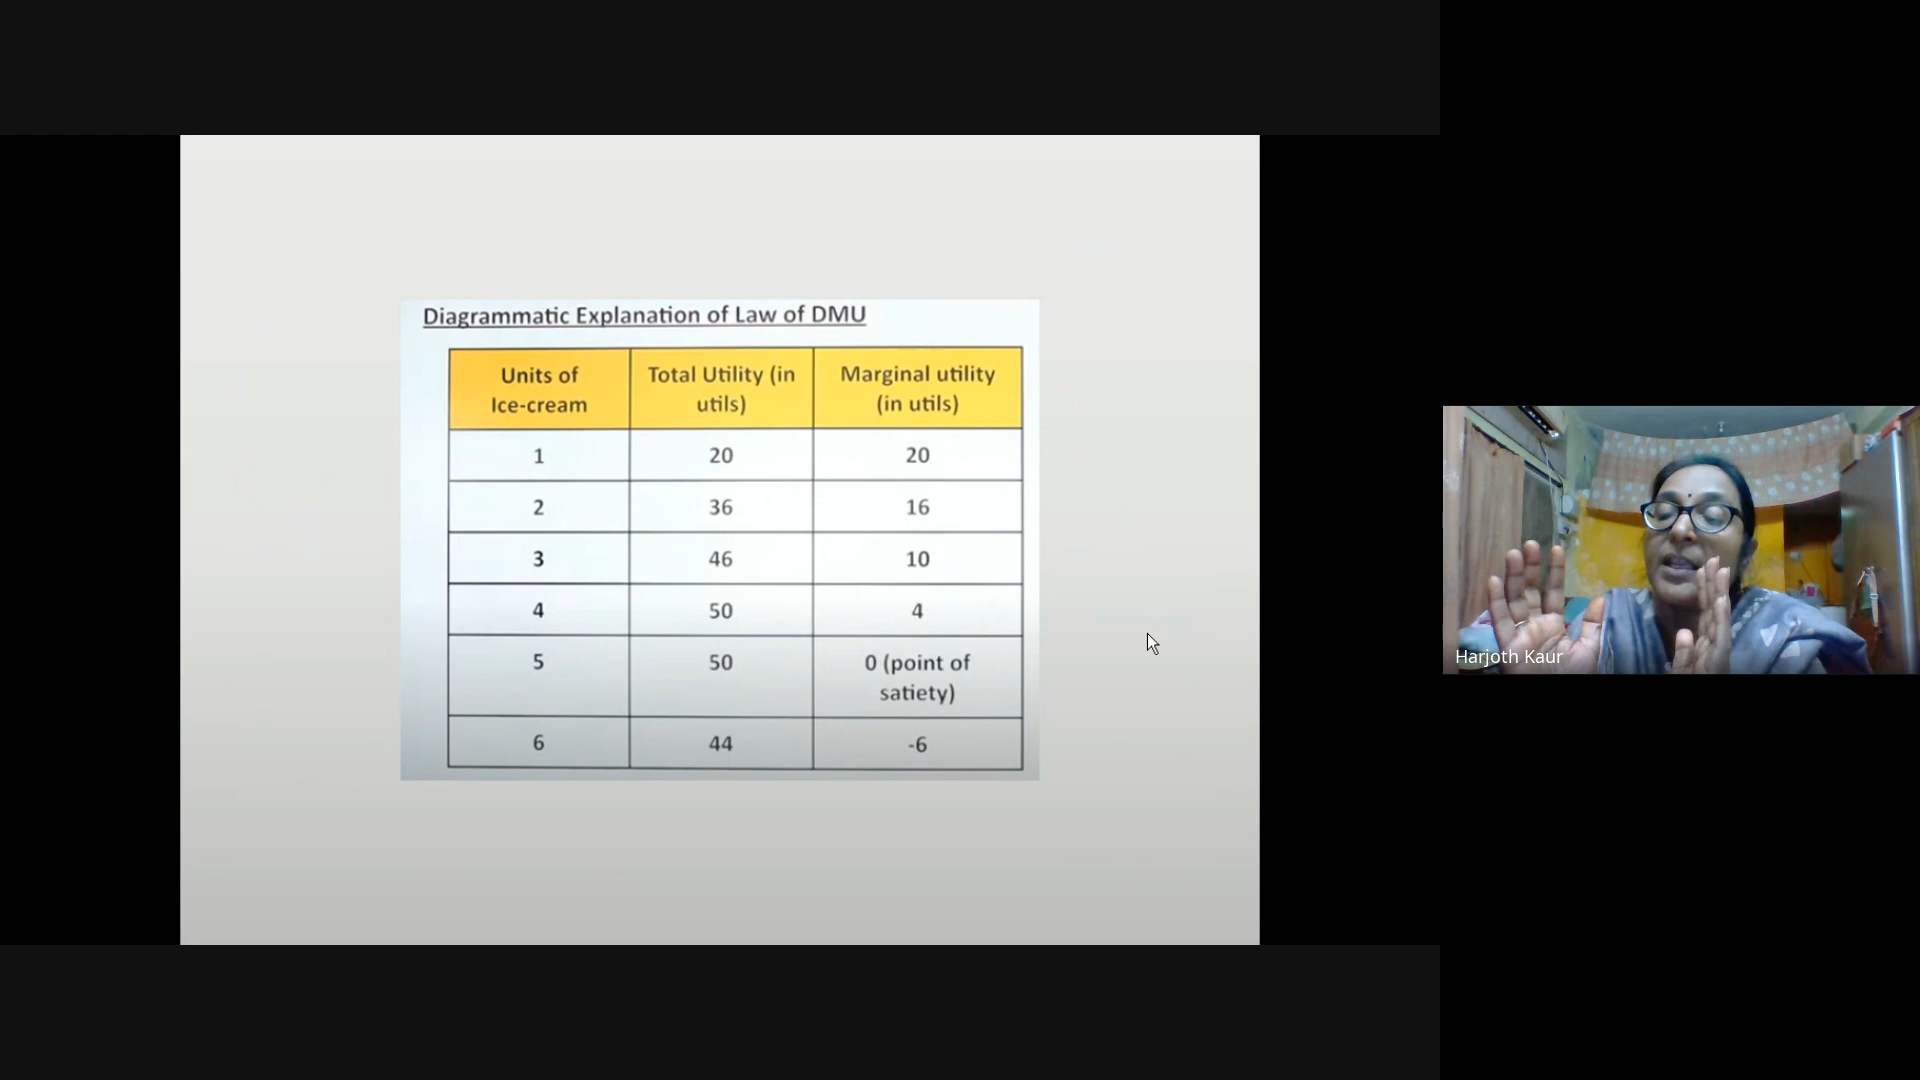 Diagrammatic Explanation of Law of DMU
Units of Ice-cream Total Utility (in utils) Marginal utility (in utils)
1 20 20
2 36 16
3 46 10
4 50 4
5 50 0 (point of satiety)
6 44 -6
Harjoth Kaur